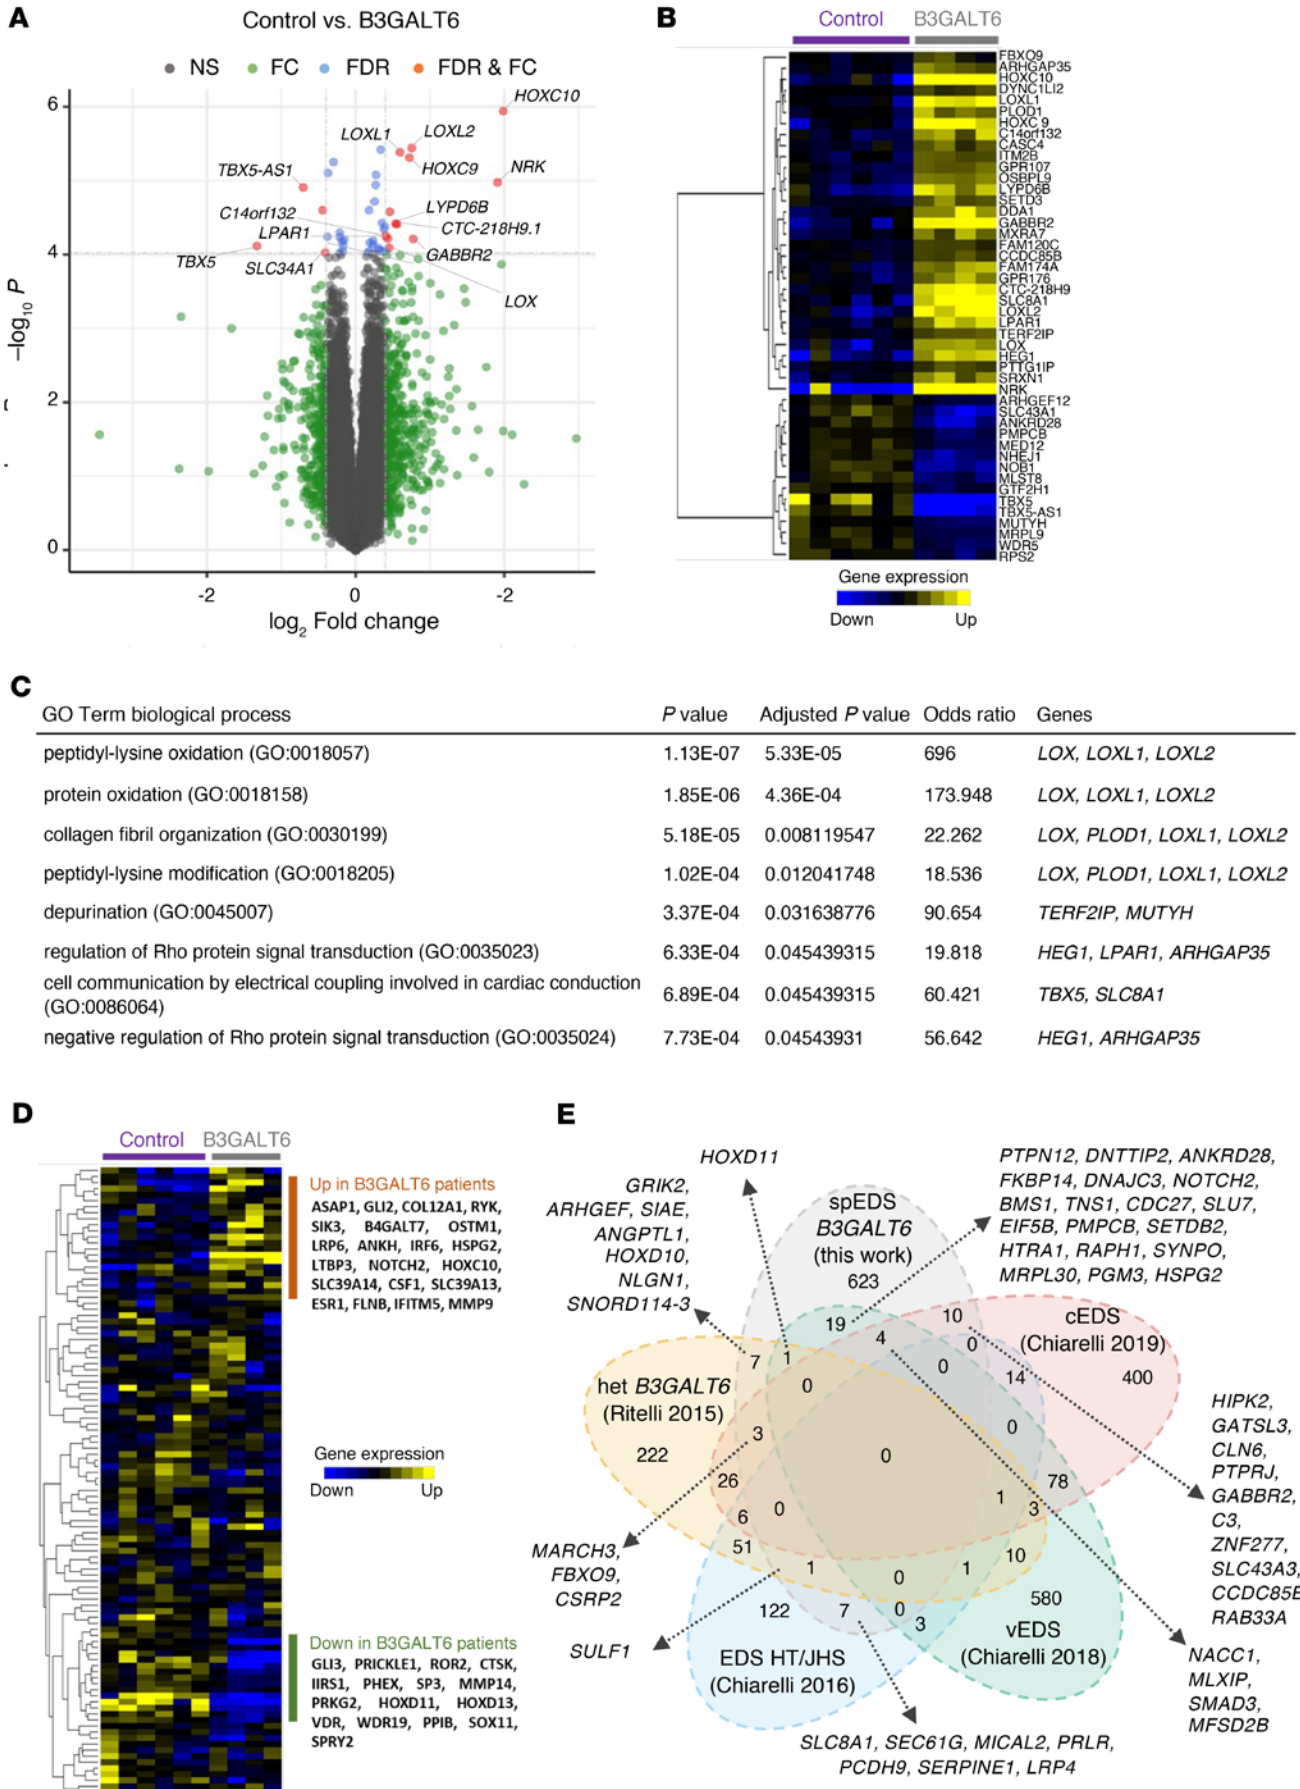 A
Control vs. B3GALT6
NS FC FDR FDR & FC
HOXC10
LOXL1
LOXL2
HOXC9
NRK
TBX5-AS1
C14orf132
LYPD6B
CTC-218H9.1
LPAR1
GABBR2
TBX5
SLC34A1
LOX
–log10 P
6
4
2
0
-2 0 -2
log2 Fold change
B
Control B3GALT6
FBXO9
ARHGAP35
HOXC10
DYNC1LI2
LOXL1
PLOD1
HOXC 9
C14orf132
CASC4
ITM2B
GPR107
OSBPL9
LYPD6B
SETD3
DDA1
GABBR2
MXRA7
FAM120C
CCDC85B
FAM174A
GPR176
CTC-218H9
SLC8A1
LOXL2
LPAR1
TERF2IP
LOX
HEG1
PTTG1IP
SRXN1
NRK
ARHGEF12
SLC43A1
ANKRD28
PMPCB
MED12
NHEJ1
NOB1
MLST8
GTF2H1
TBX5
TBX5-AS1
MUTYH
MRPL9
WDR5
RPS2
Gene expression
Down Up
C
GO Term biological process P value Adjusted P value Odds ratio Genes
peptidyl-lysine oxidation (GO:0018057) 1.13E-07 5.33E-05 696 LOX, LOXL1, LOXL2
protein oxidation (GO:0018158) 1.85E-06 4.36E-04 173.948 LOX, LOXL1, LOXL2
collagen fibril organization (GO:0030199) 5.18E-05 0.008119547 22.262 LOX, PLOD1, LOXL1, LOXL2
peptidyl-lysine modification (GO:0018205) 1.02E-04 0.012041748 18.536 LOX, PLOD1, LOXL1, LOXL2
depurination (GO:0045007) 3.37E-04 0.031638776 90.654 TERF2IP, MUTYH
regulation of Rho protein signal transduction (GO:0035023) 6.33E-04 0.045439315 19.818 HEG1, LPAR1, ARHGAP35
cell communication by electrical coupling involved in cardiac conduction
(GO:0086064) 6.89E-04 0.045439315 60.421 TBX5, SLC8A1
negative regulation of Rho protein signal transduction (GO:0035024) 7.73E-04 0.04543931 56.642 HEG1, ARHGAP35
D
Control B3GALT6
Up in B3GALT6 patients
ASAP1, GLI2, COL12A1, RYK,
SIK3, B4GALT7, OSTM1,
LRP6, ANKH, IRF6, HSPG2,
LTBP3, NOTCH2, HOXC10,
SLC39A14, CSF1, SLC39A13,
ESR1, FLNB, IFITM5, MMP9
Gene expression
Down Up
Down in B3GALT6 patients
GLI3, PRICKLE1, ROR2, CTSK,
IIRS1, PHEX, SP3, MMP14,
PRKG2, HOXD11, HOXD13,
VDR, WDR19, PPIB, SOX11,
SPRY2
E
HOXD11
GRIK2,
ARHGEF, SIAE,
ANGPTL1,
HOXD10,
NLGN1,
SNORD114-3
PTPN12, DNTTIP2, ANKRD28,
FKBP14, DNAJC3, NOTCH2,
BMS1, TNS1, CDC27, SLU7,
EIF5B, PMPCB, SETDB2,
HTRA1, RAPH1, SYNPO,
MRPL30, PGM3, HSPG2
spEDS
B3GALT6
(this work)
623
cEDS
(Chiarelli 2019)
400
19
4
10
0
0
14
7
1
0
0
het B3GALT6
(Ritelli 2015)
222
3
0
26
6
0
51
78
1
3
1
0
1
10
122
7
0
3
580
EDS HT/JHS
(Chiarelli 2016)
vEDS
(Chiarelli 2018)
HIPK2,
GATSL3,
CLN6,
PTPRJ,
GABBR2,
C3,
ZNF277,
SLC43A3,
CCDC85B
RAB33A
MARCH3,
FBXO9,
CSRP2
SULF1
NACC1,
MLXIP,
SMAD3,
MFSD2B
SLC8A1, SEC61G, MICAL2, PRLR,
PCDH9, SERPINE1, LRP4